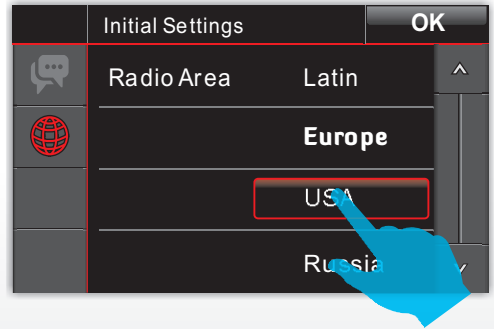 Initial Settings OK
Radio Area Latin
Europe
USA
Russia